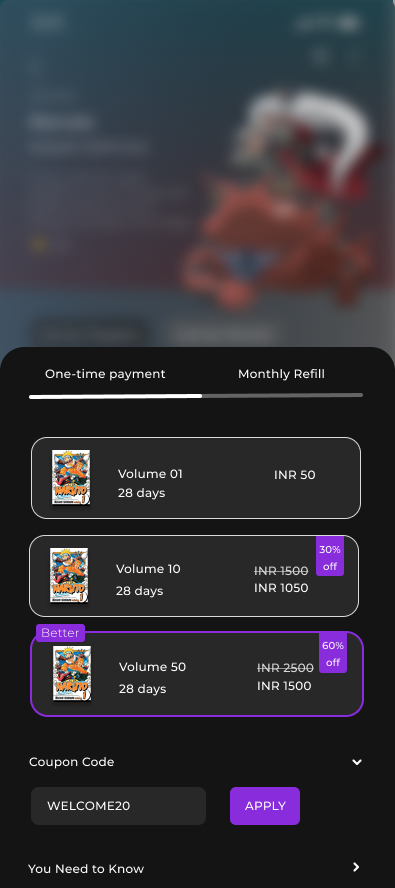 One-time payment
Monthly Refill
Volume 01
28 days
INR 50
Volume 10
28 days
INR 1500
INR 1050
30%
off
Better
Volume 50
28 days
INR 2500
INR 1500
60%
off
Coupon Code
WELCOME20
APPLY
You Need to Know